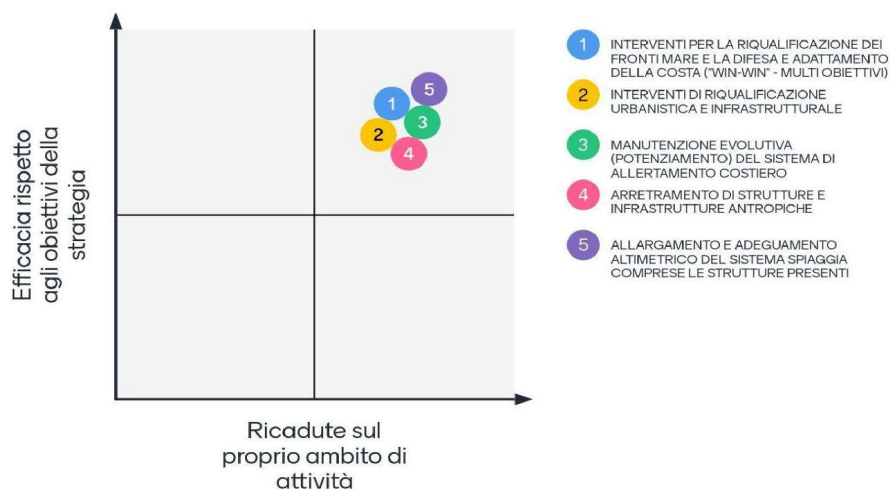 Efficacia rispetto
agli obiettivi della
strategia
5
1
3
2
4
Ricadute sul
proprio ambito di
attività
1
INTERVENTI PER LA RIQUALIFICAZIONE DEI
FRONTI MARE E LA DIFESA E ADATTAMENTO
DELLA COSTA ("WIN-WIN" - MULTI OBIETTIVI)
2
INTERVENTI DI RIQUALIFICAZIONE
URBANISTICA E INFRASTRUTTURALE
3
MANUTENZIONE EVOLUTIVA
(POTENZIAMENTO) DEL SISTEMA DI
ALLERTAMENTO COSTIERO
4
ARRETRAMENTO DI STRUTTURE E
INFRASTRUTTURE ANTROPICHE
5
ALLARGAMENTO E ADEGUAMENTO
ALTIMETRICO DEL SISTEMA SPIAGGIA
COMPRESE LE STRUTTURE PRESENTI